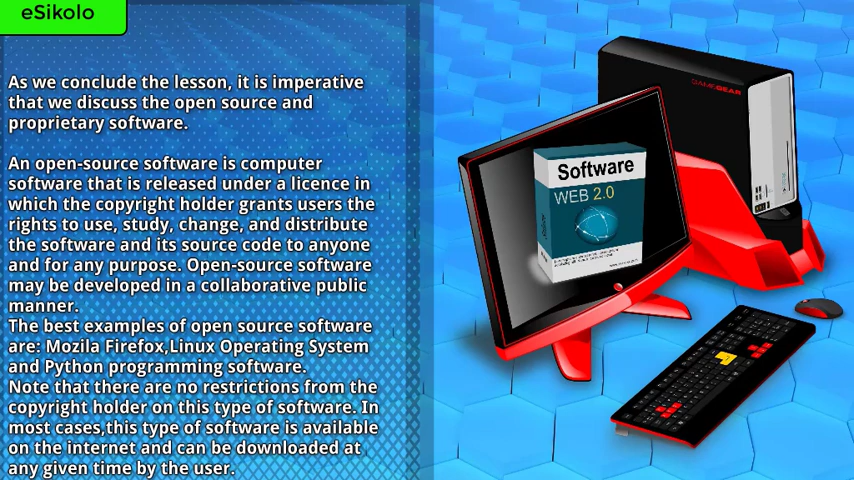 eSikolo
As we conclude the lesson, it is imperative
that we discuss the open source and
proprietary software.
An open-source software is computer
software that is released under a licence in
which the copyright holder grants users the
rights to use, study, change, and distribute
the software and its source code to anyone
and for any purpose. Open-source software
may be developed in a collaborative public
manner.
The best examples of open source software
are: Mozila Firefox,Linux Operating System
and Python programming software.
Note that there are no restrictions from the
copyright holder on this type of software. In
most cases,this type of software is available
on the internet and can be downloaded at
any given time by the user.
GAMEGEAR
Software
WEB 2.0